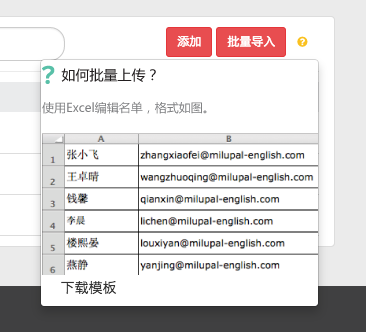 添加 批量导入 ?
? 如何批量上传？
使用Excel编辑名单，格式如图。
A B
1 张小飞 zhangxiaofei@milupal-english.com
2 王卓晴 wangzhuoqing@milupal-english.com
3 钱馨 qianxin@milupal-english.com
4 李晨 lichen@milupal-english.com
5 楼熙晏 louxiyan@milupal-english.com
6 燕静 yanjing@milupal-english.com
下载模板